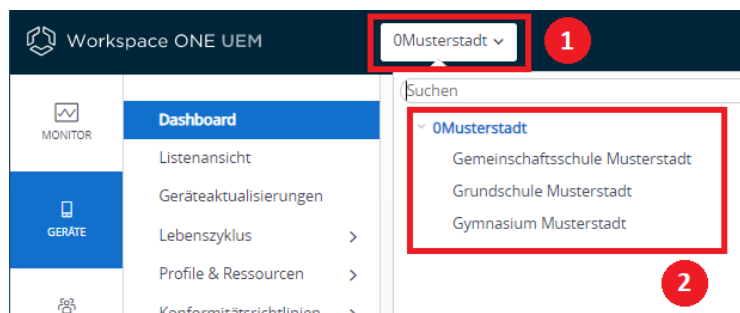 Workspace ONE UEM
0Musterstadt
1
Suchen
MONITOR
Dashboard
0Musterstadt
Listenansicht
Gemeinschaftsschule Musterstadt
Geräteaktualisierungen
Grundschule Musterstadt
GERÄTE
Lebenszyklus
Gymnasium Musterstadt
Profile & Ressourcen
2
Konformitätsrichtlinien